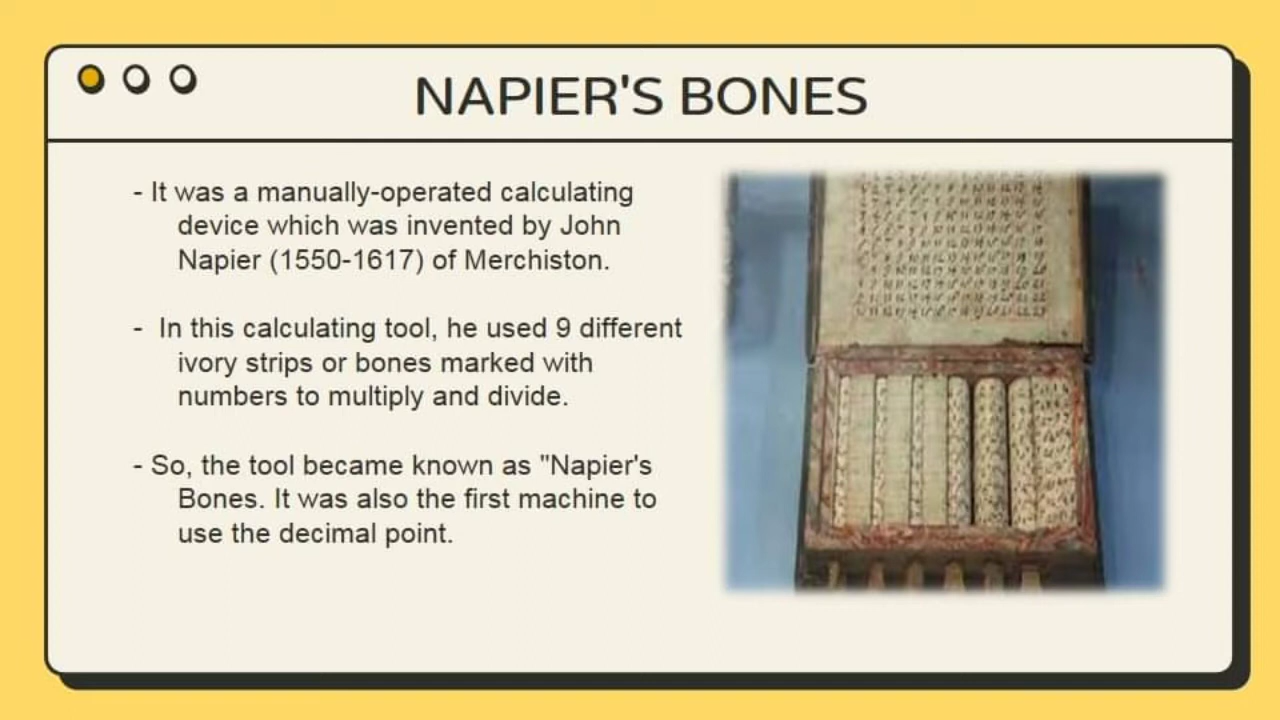 NAPIER'S BONES
- It was a manually-operated calculating
device which was invented by John
Napier (1550-1617) of Merchiston.
-  In this calculating tool, he used 9 different
ivory strips or bones marked with
numbers to multiply and divide.
- So, the tool became known as "Napier's
Bones. It was also the first machine to
use the decimal point.